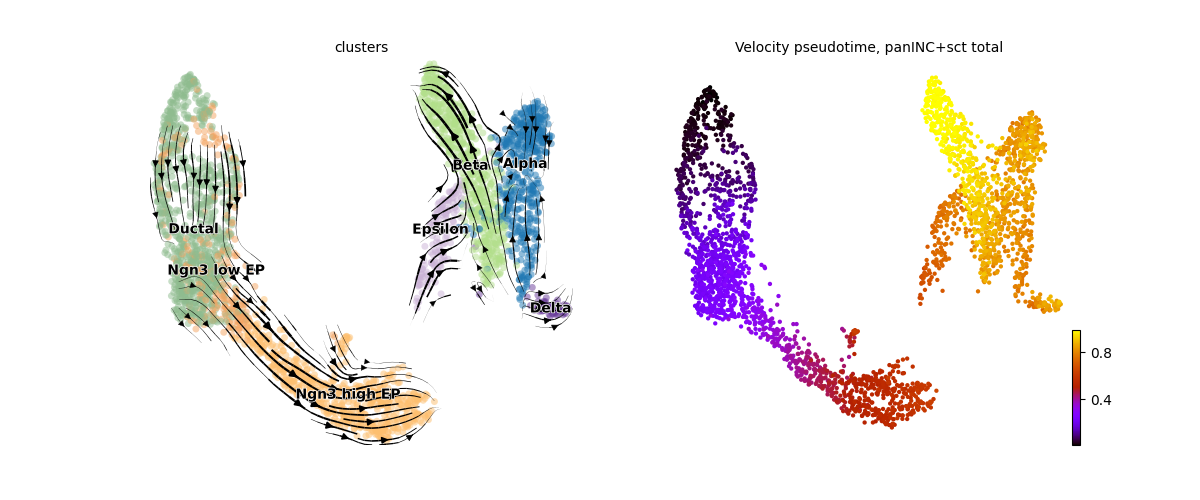 clusters
Velocity pseudotime, panINC+sct total
Beta
Alpha
Epsilon
Ductal
Ngn3 low EP
Delta
Ngn3 high EP
0.8
0.4